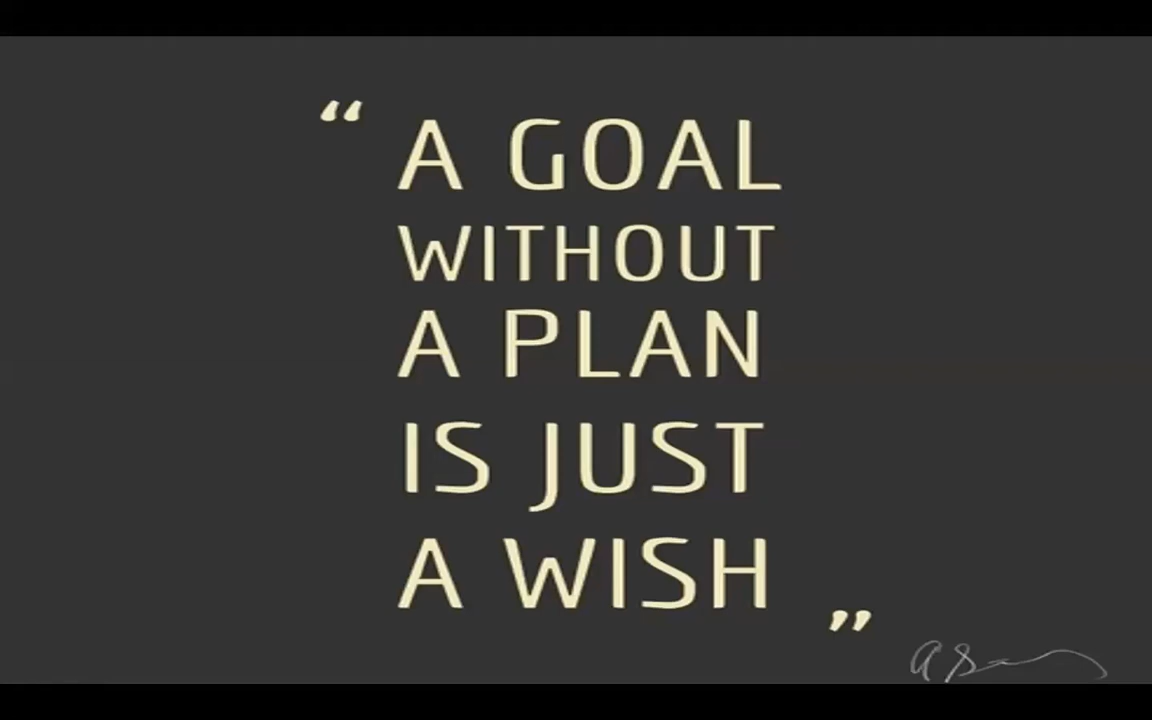 “ A GOAL
WITHOUT
A PLAN
IS JUST
A WISH ”